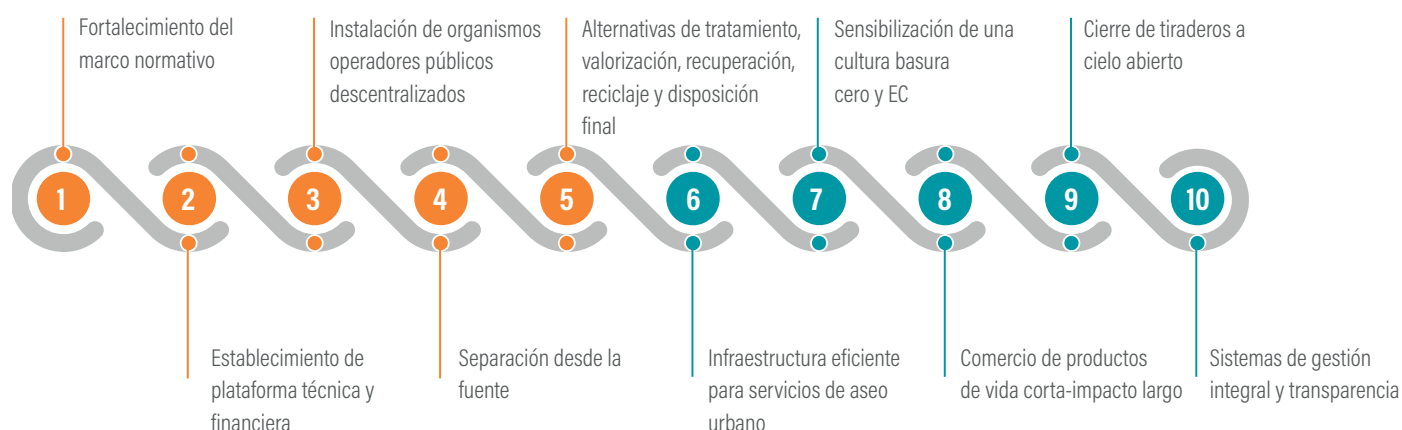 Fortalecimiento del
marco normativo
Instalación de organismos
operadores públicos
descentralizados
Alternativas de tratamiento,
valorización, recuperación,
reciclaje y disposición
final
Sensibilización de una
cultura basura
cero y EC
Cierre de tiraderos a
cielo abierto
1
2
3
4
5
6
7
8
9
10
Establecimiento de
plataforma técnica y
financiera
Separación desde la
fuente
Infraestructura eficiente
para servicios de aseo
urbano
Comercio de productos
de vida corta-impacto largo
Sistemas de gestión
integral y transparencia